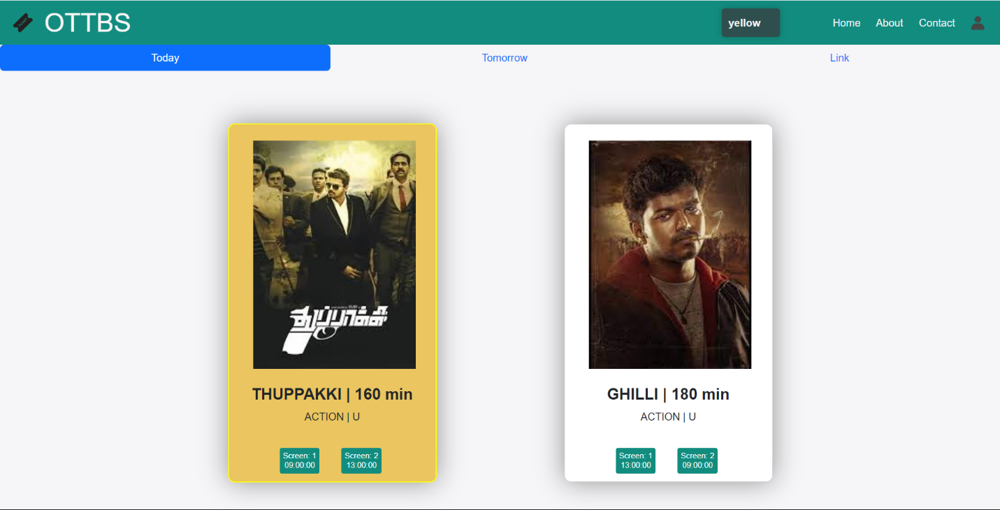 OTTBS
yellow
Home About Contact
Today Tomorrow Link
துப்பாக்கி
THUPPAKKI | 160 min
ACTION | U
Screen: 1
09:00:00
Screen: 2
13:00:00
GHILLI | 180 min
ACTION | U
Screen: 1
13:00:00
Screen: 2
09:00:00